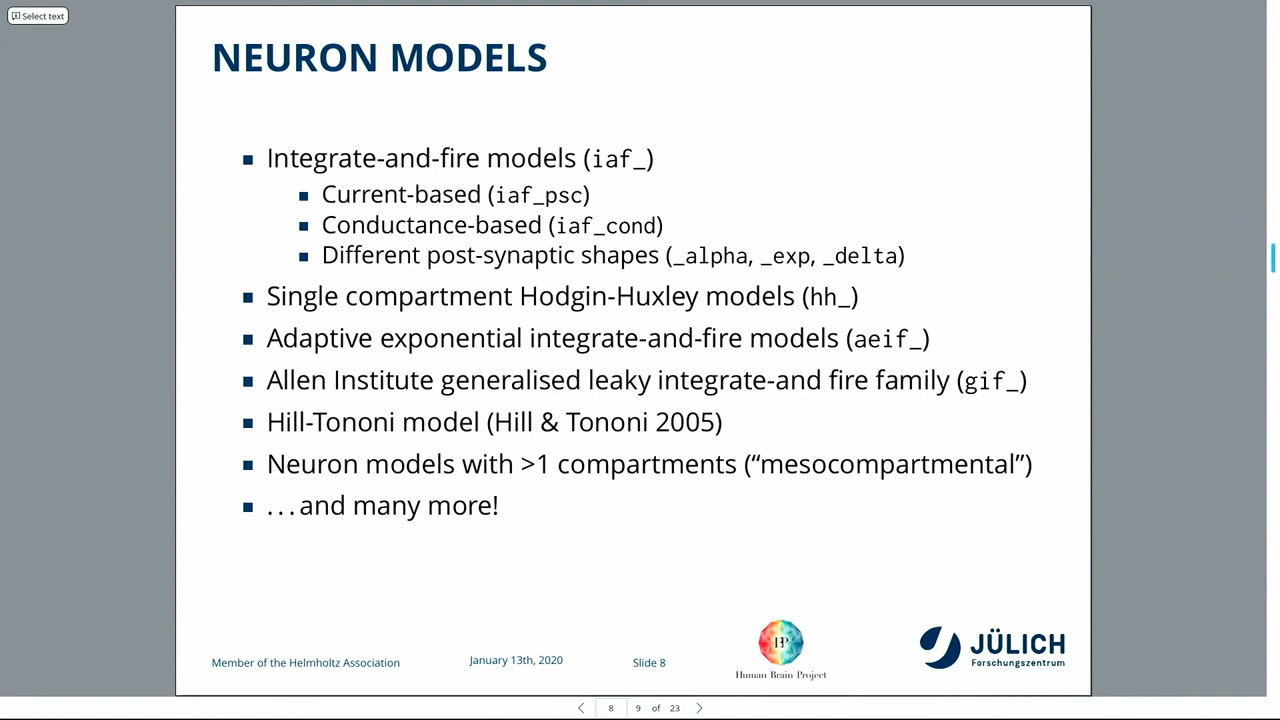 Select text
NEURON MODELS
Integrate-and-fire models (iaf_)
Current-based (iaf_psc)
Conductance-based (iaf_cond)
Different post-synaptic shapes (_alpha, _exp, _delta)
Single compartment Hodgin-Huxley models (hh_)
Adaptive exponential integrate-and-fire models (aeif_)
Allen Institute generalised leaky integrate-and fire family (gif_)
Hill-Tononi model (Hill & Tononi 2005)
Neuron models with >1 compartments (“mesocompartmental”)
...and many more!
Member of the Helmholtz Association
January 13th, 2020
Slide 8
HBP
Human Brain Project
JÜLICH
Forschungszentrum
8 9 of 23